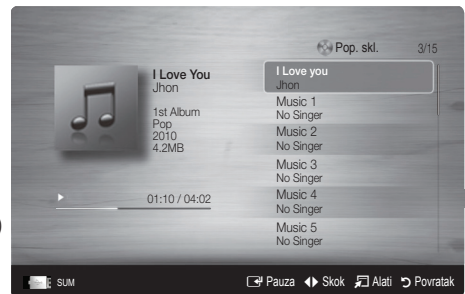 Pop. skl. 3/15
I Love You
Jhon
1st Album
Pop
2010
4.2MB
01:10 / 04:02
I Love you
Jhon
Music 1
No Singer
Music 2
No Singer
Music 3
No Singer
Music 4
No Singer
Music 5
No Singer
SUM Pauza Skok Alati Povratak